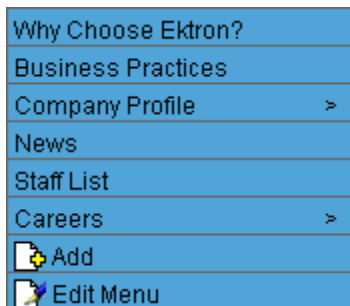 Why Choose Ektron?
Business Practices
Company Profile >
News
Staff List
Careers >
Add
Edit Menu